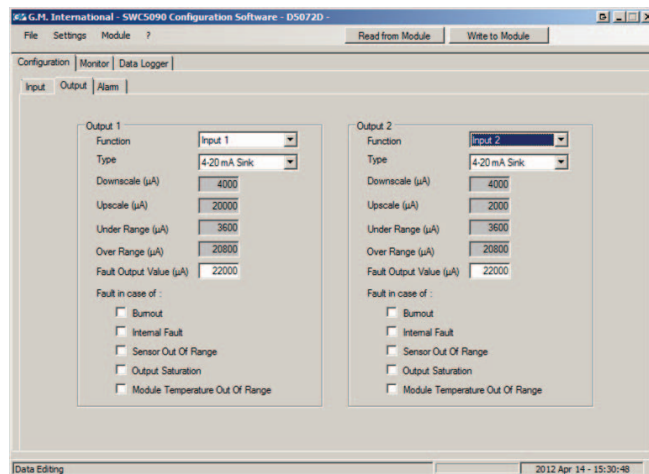 G.M. International - SWC5090 Configuration Software - D5072D -
File Settings Module ? Read from Module Write to Module
Configuration Monitor Data Logger
Input Output Alarm
Output 1
Function Input 1
Type 4-20 mA Sink
Downscale (µA) 4000
Upscale (µA) 20000
Under Range (µA) 3600
Over Range (µA) 20800
Fault Output Value (µA) 22000
Fault in case of :
Burnout
Internal Fault
Sensor Out Of Range
Output Saturation
Module Temperature Out Of Range
Output 2
Function Input 2
Type 4-20 mA Sink
Downscale (µA) 4000
Upscale (µA) 2000
Under Range (µA) 3600
Over Range (µA) 20800
Fault Output Value (µA) 22000
Fault in case of :
Burnout
Internal Fault
Sensor Out Of Range
Output Saturation
Module Temperature Out Of Range
Data Editing 2012 Apr 14 - 15:30:48